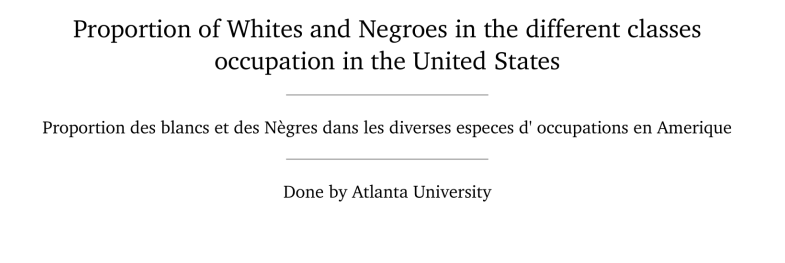 Proportion of Whites and Negroes in the different classes
occupation in the United States
Proportion des blancs et des Nègres dans les diverses especes d' occupations en Amerique
Done by Atlanta University